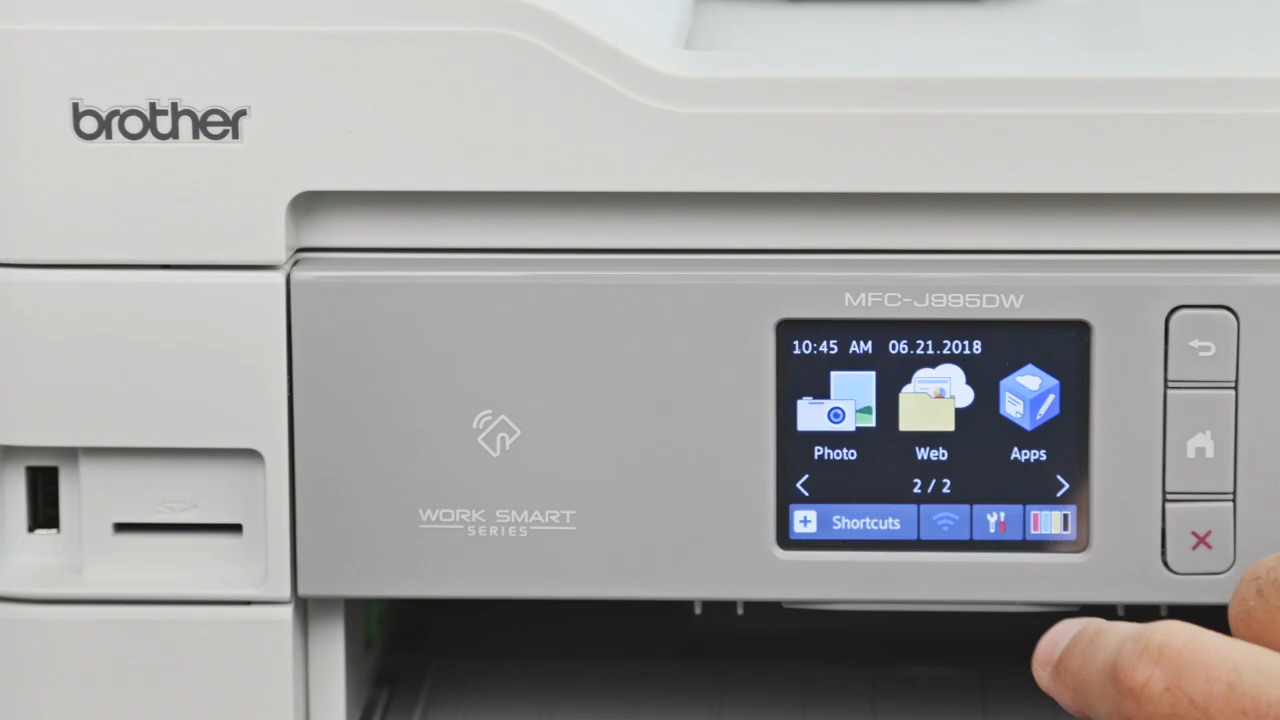 brother
MFC-J995DW
10:45 AM 06.21.2018
Photo Web Apps
2 / 2
Shortcuts
WORK SMART
SERIES